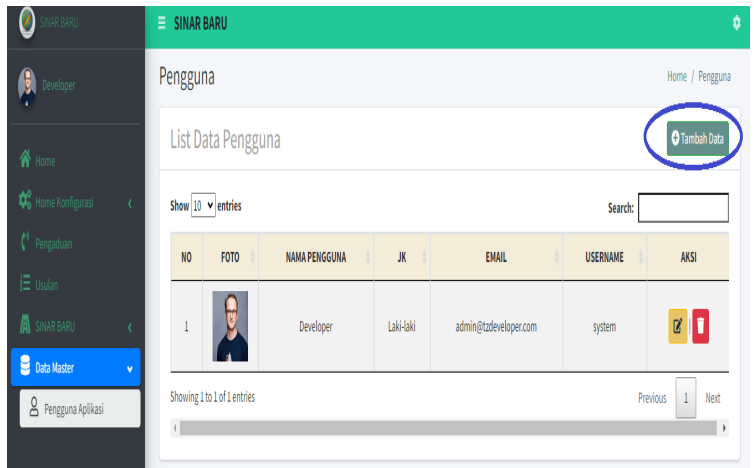 SINAR BARU
Developer
Home
Home Konfigurasi
Pengaduan
Usulan
SINAR BARU
Data Master
Pengguna Aplikasi
SINAR BARU
Pengguna
Home / Pengguna
List Data Pengguna
Tambah Data
Show 10 entries
Search:
NO FOTO NAMA PENGGUNA JK EMAIL USERNAME AKSI
1 Developer Laki-laki admin@tzdeveloper.com system |
Showing 1 to 1 of 1 entries
Previous 1 Next